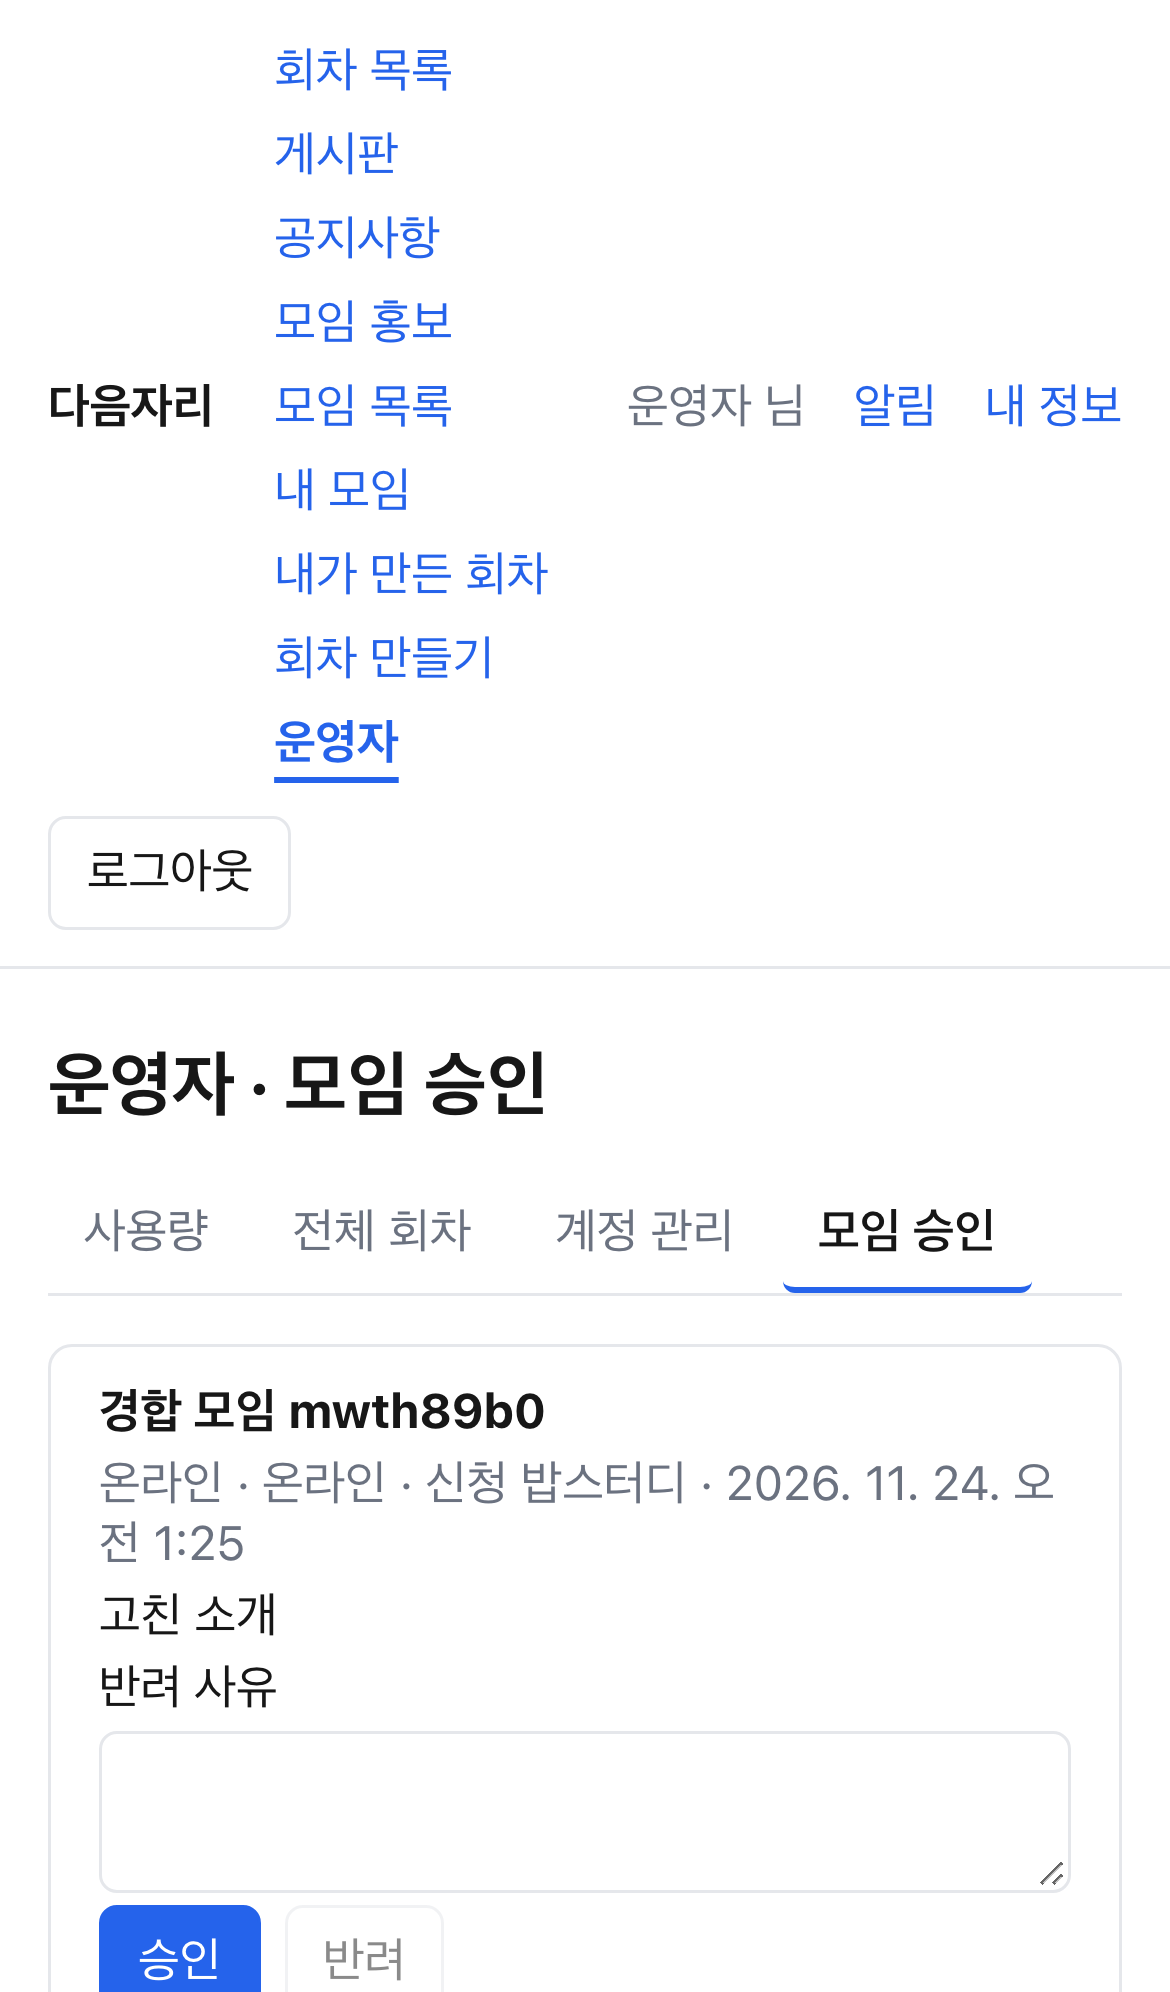 회차 목록
게시판
공지사항
모임 홍보
다음자리 모임 목록 운영자 님 알림 내 정보
내 모임
내가 만든 회차
회차 만들기
운영자
로그아웃
운영자 · 모임 승인
사용량 전체 회차 계정 관리 모임 승인
경합 모임 mwth89b0
온라인 · 온라인 · 신청 밥스터디 · 2026. 11. 24. 오
전 1:25
고친 소개
반려 사유
승인 반려